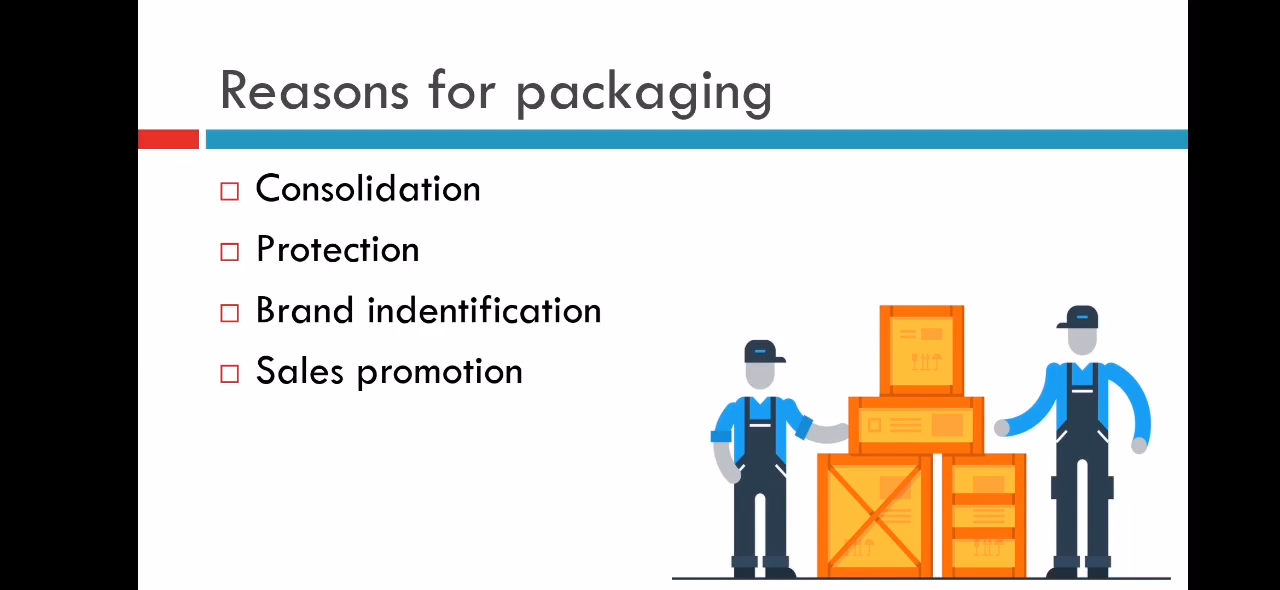 Reasons for packaging
Consolidation
Protection
Brand indentification
Sales promotion